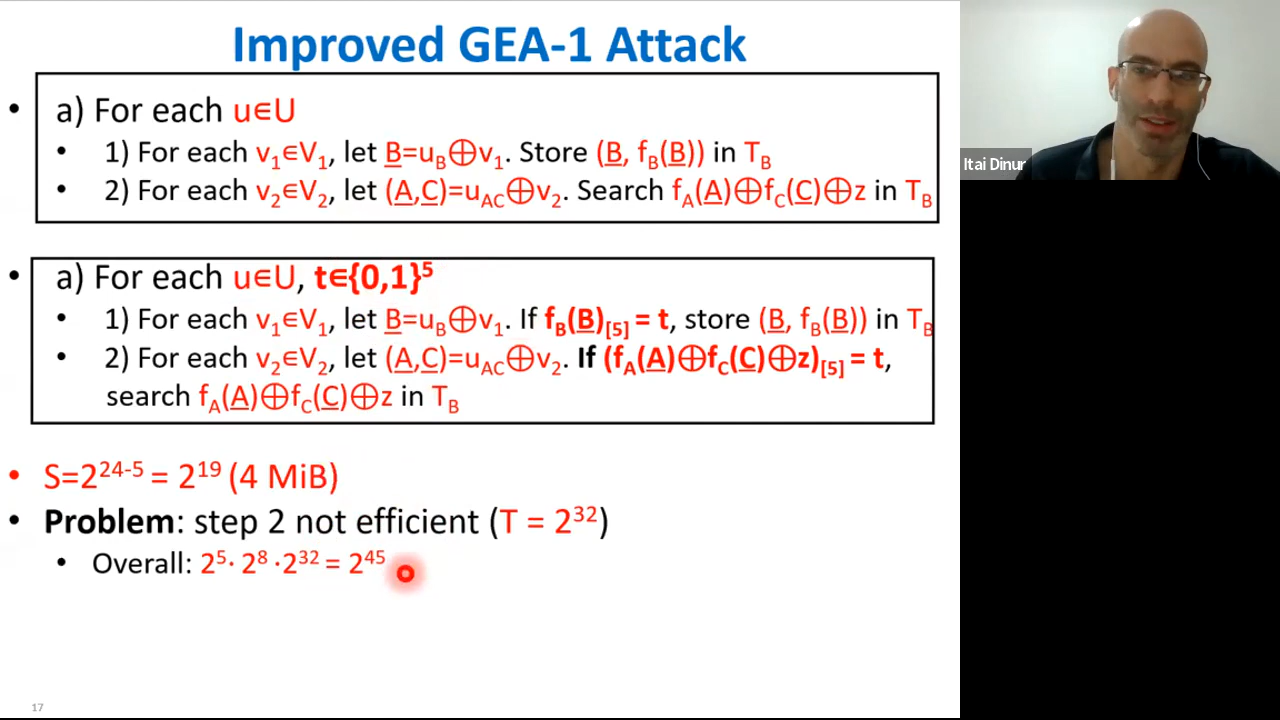 Improved GEA-1 Attack
• a) For each u∈U
• 1) For each v₁∈V₁, let B̲=u_B⊕v₁. Store (B̲, f_B(B̲)) in T_B
• 2) For each v₂∈V₂, let (A̲,C̲)=u_AC⊕v₂. Search f_A(A̲)⊕f_C(C̲)⊕z in T_B
• a) For each u∈U, t∈{0,1}⁵
• 1) For each v₁∈V₁, let B̲=u_B⊕v₁. If f_B(B̲)_[5] = t, store (B̲, f_B(B̲)) in T_B
• 2) For each v₂∈V₂, let (A̲,C̲)=u_AC⊕v₂. If (f_A(A̲)⊕f_C(C̲)⊕z)_[5] = t,
search f_A(A̲)⊕f_C(C̲)⊕z in T_B
• S=2²⁴⁻⁵ = 2¹⁹ (4 MiB)
• Problem: step 2 not efficient (T = 2³²)
• Overall: 2⁵· 2⁸ ·2³² = 2⁴⁵
17
Itai Dinur